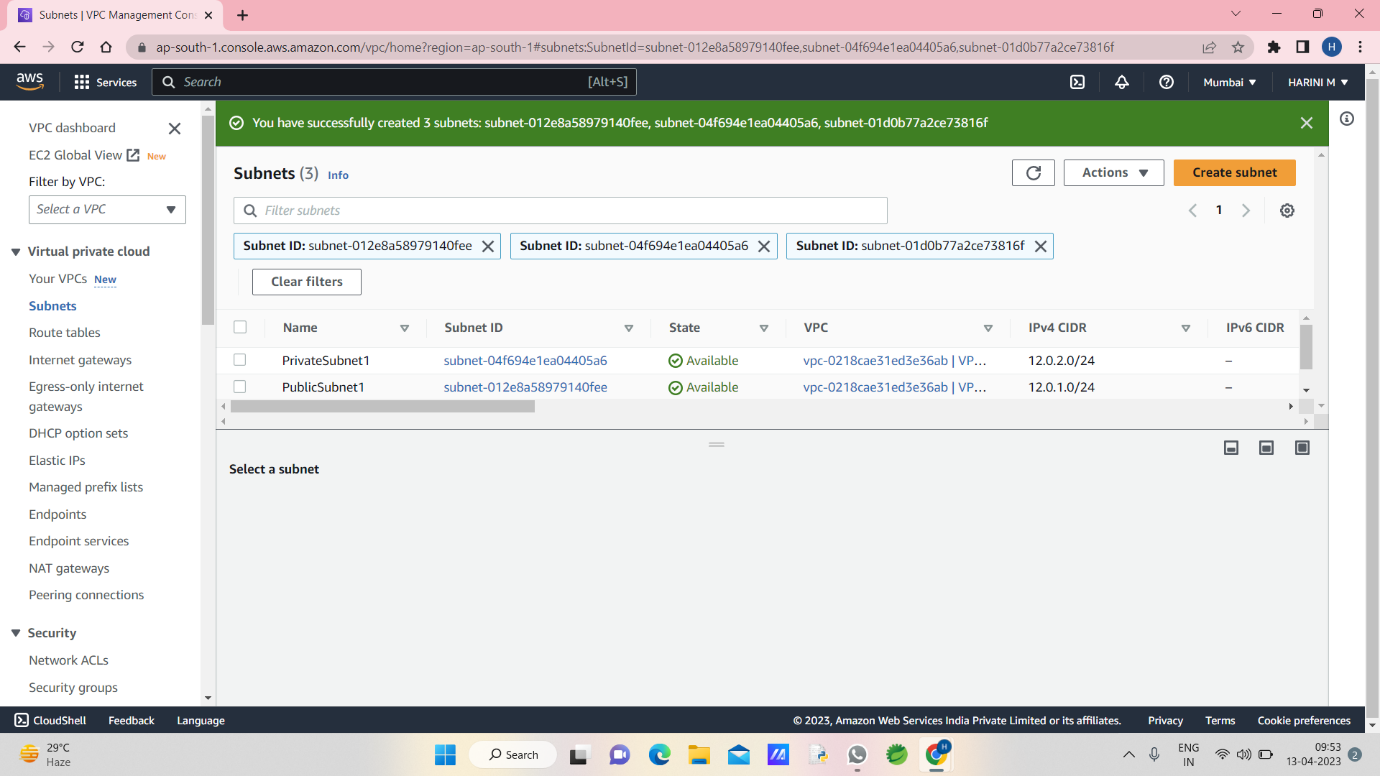 Subnets | VPC Management Con
ap-south-1.console.aws.amazon.com/vpc/home?region=ap-south-1#subnets:SubnetId=subnet-012e8a58979140fee,subnet-04f694e1ea04405a6,subnet-01d0b77a2ce73816f
H
aws
Services
Search
[Alt+S]
Mumbai
HARINI M
VPC dashboard
EC2 Global View New
Filter by VPC:
Select a VPC
Virtual private cloud
Your VPCs New
Subnets
Route tables
Internet gateways
Egress-only internet
gateways
DHCP option sets
Elastic IPs
Managed prefix lists
Endpoints
Endpoint services
NAT gateways
Peering connections
Security
Network ACLs
Security groups
You have successfully created 3 subnets: subnet-012e8a58979140fee, subnet-04f694e1ea04405a6, subnet-01d0b77a2ce73816f
Subnets (3) Info
Actions
Create subnet
Filter subnets
1
Subnet ID: subnet-012e8a58979140fee
Subnet ID: subnet-04f694e1ea04405a6
Subnet ID: subnet-01d0b77a2ce73816f
Clear filters
Name Subnet ID State VPC IPv4 CIDR IPv6 CIDR
PrivateSubnet1 subnet-04f694e1ea04405a6 Available vpc-0218cae31ed3e36ab | VP... 12.0.2.0/24 –
PublicSubnet1 subnet-012e8a58979140fee Available vpc-0218cae31ed3e36ab | VP... 12.0.1.0/24 –
Select a subnet
CloudShell Feedback Language
© 2023, Amazon Web Services India Private Limited or its affiliates. Privacy Terms Cookie preferences
29°C
Haze
Search
H
ENG
IN
09:53
13-04-2023
2